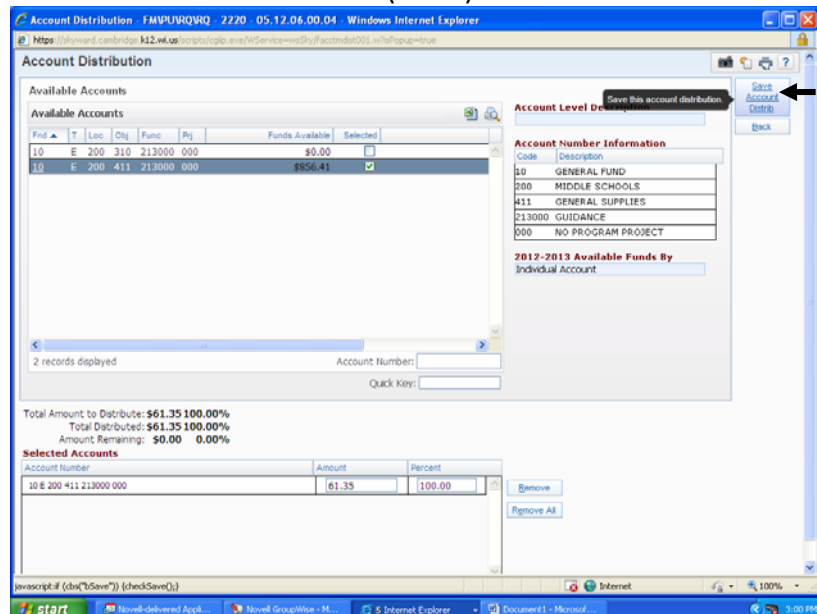 Account Distribution - FM\PU\RQ\RQ - 2220 - 05.12.06.00.04 - Windows Internet Explorer
https://skyward.cambridge.k12.wi.us/scripts/cgiip.exe/WService=wsSky/facctmdist001.w?isPopup=true
Account Distribution
Available Accounts
Save Account Distrib
Available Accounts
Save this account distribution.
Account Level Description
Back
Fnd T Loc Obj Func Prj Funds Available Selected
10 E 200 310 213000 000 $0.00
10 E 200 411 213000 000 $856.41
Account Number Information
Code Description
10 GENERAL FUND
200 MIDDLE SCHOOLS
411 GENERAL SUPPLIES
213000 GUIDANCE
000 NO PROGRAM PROJECT
2012-2013 Available Funds By
Individual Account
2 records displayed Account Number:
Quick Key:
Total Amount to Distribute: $61.35 100.00%
Total Distributed: $61.35 100.00%
Amount Remaining: $0.00 0.00%
Selected Accounts
Account Number Amount Percent
10 E 200 411 213000 000 61.35 100.00
Remove
Remove All
javascript:if (cbs("bSave")) {checkSave();}
Internet 100%
start Novell-delivered Appli... Novell GroupWise - M... 5 Internet Explorer Document1 - Microsof... 3:00 PM